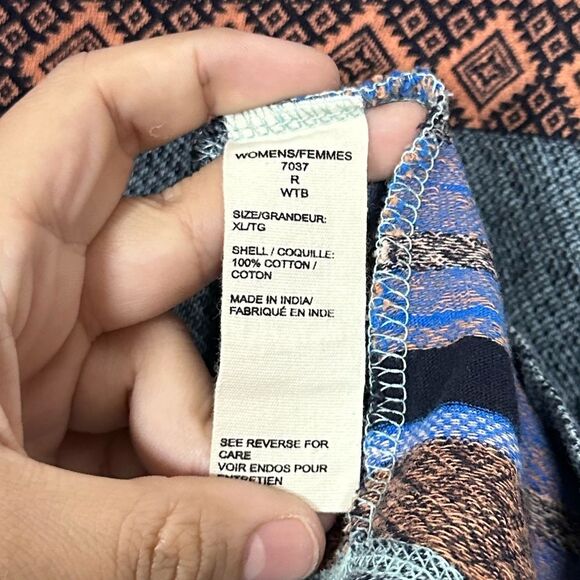 WOMENS/FEMMES
7037
R
WTB
SIZE/GRANDEUR:
XL/TG
SHELL / COQUILLE:
100% COTTON /
COTON
MADE IN INDIA/
FABRIQUÉ EN INDE
SEE REVERSE FOR
CARE
VOIR ENDOS POUR
ENTRETIEN